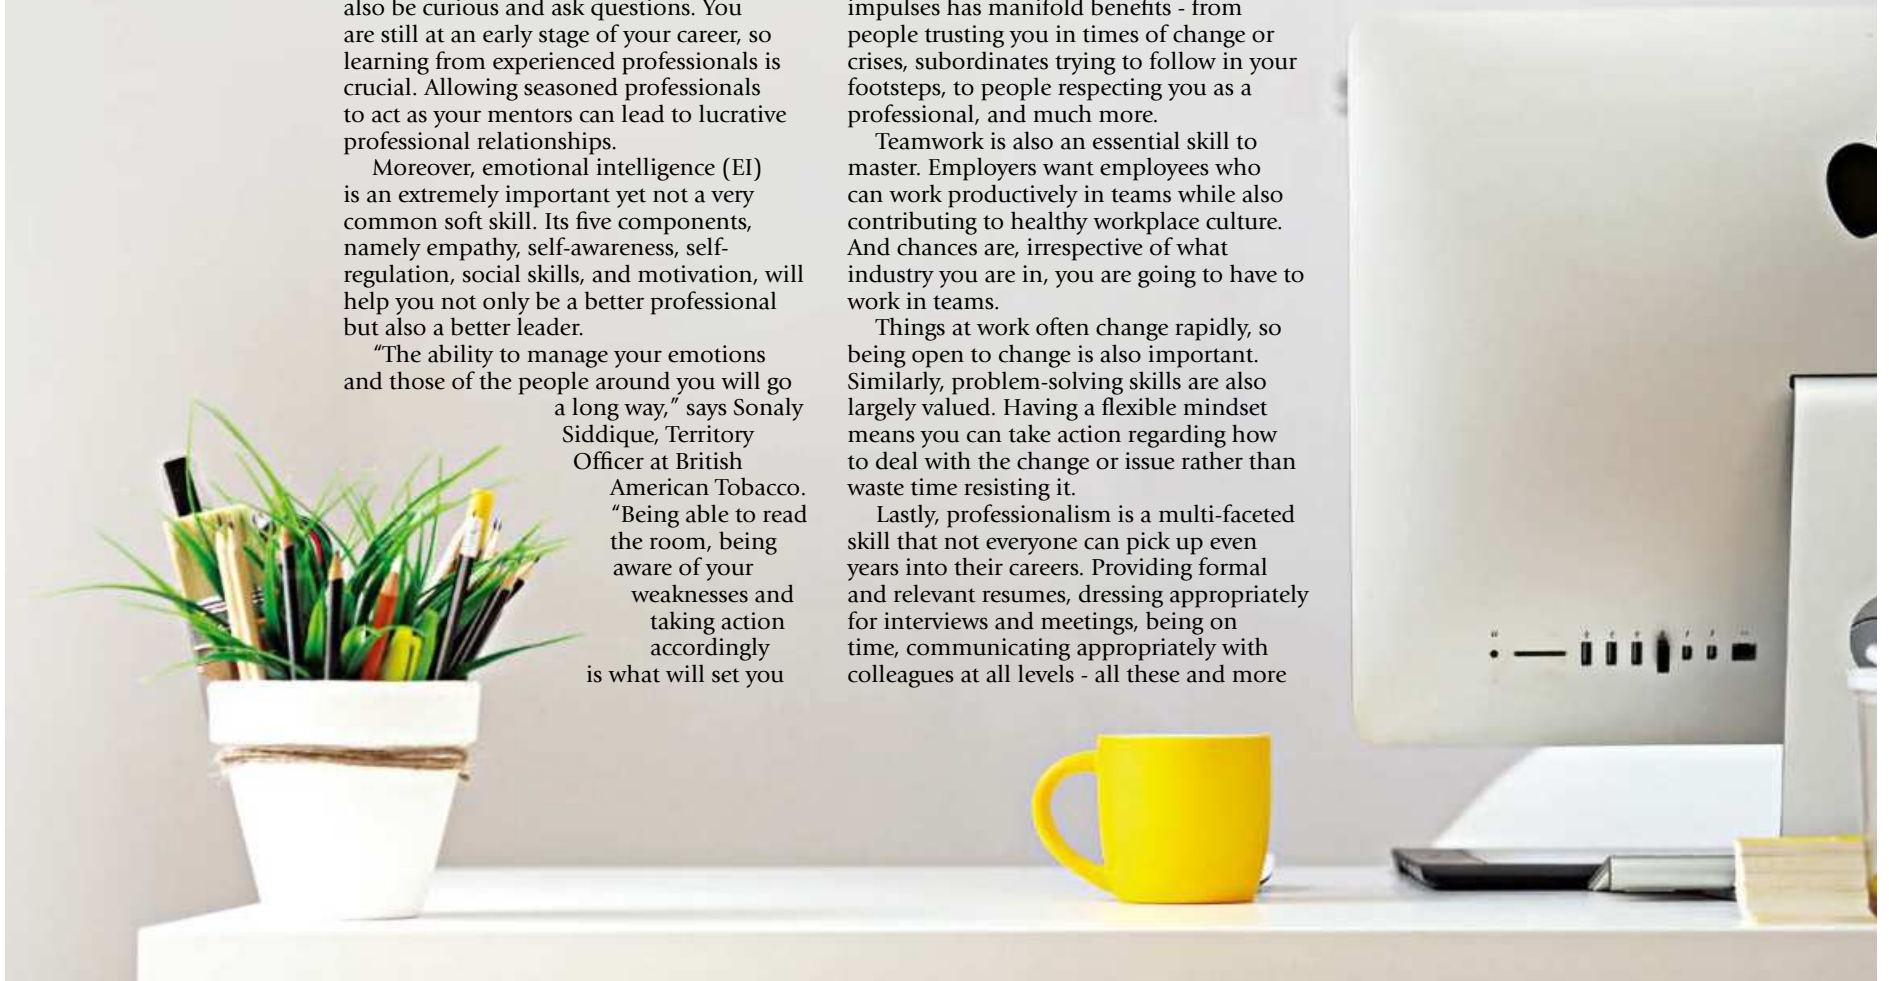 also be curious and ask questions. You
are still at an early stage of your career, so
learning from experienced professionals is
crucial. Allowing seasoned professionals
to act as your mentors can lead to lucrative
professional relationships.
Moreover, emotional intelligence (EI)
is an extremely important yet not a very
common soft skill. Its five components,
namely empathy, self-awareness, self-
regulation, social skills, and motivation, will
help you not only be a better professional
but also a better leader.
“The ability to manage your emotions
and those of the people around you will go
a long way,” says Sonaly
Siddique, Territory
Officer at British
American Tobacco.
“Being able to read
the room, being
aware of your
weaknesses and
taking action
accordingly
is what will set you
impulses has manifold benefits - from
people trusting you in times of change or
crises, subordinates trying to follow in your
footsteps, to people respecting you as a
professional, and much more.
Teamwork is also an essential skill to
master. Employers want employees who
can work productively in teams while also
contributing to healthy workplace culture.
And chances are, irrespective of what
industry you are in, you are going to have to
work in teams.
Things at work often change rapidly, so
being open to change is also important.
Similarly, problem-solving skills are also
largely valued. Having a flexible mindset
means you can take action regarding how
to deal with the change or issue rather than
waste time resisting it.
Lastly, professionalism is a multi-faceted
skill that not everyone can pick up even
years into their careers. Providing formal
and relevant resumes, dressing appropriately
for interviews and meetings, being on
time, communicating appropriately with
colleagues at all levels - all these and more